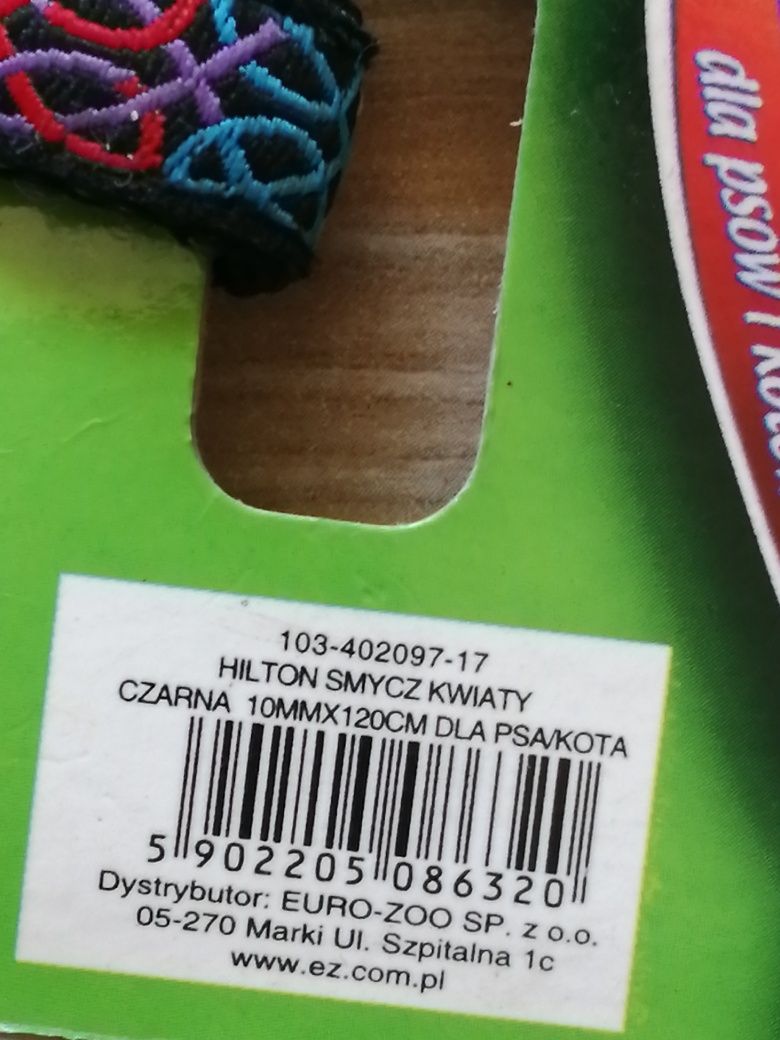 dla psów i kotów
103-402097-17
HILTON SMYCZ KWIATY
CZARNA 10MMX120CM DLA PSA/KOTA
5 902205 086320
Dystrybutor: EURO-ZOO SP. z o.o.
05-270 Marki Ul. Szpitalna 1c
www.ez.com.pl